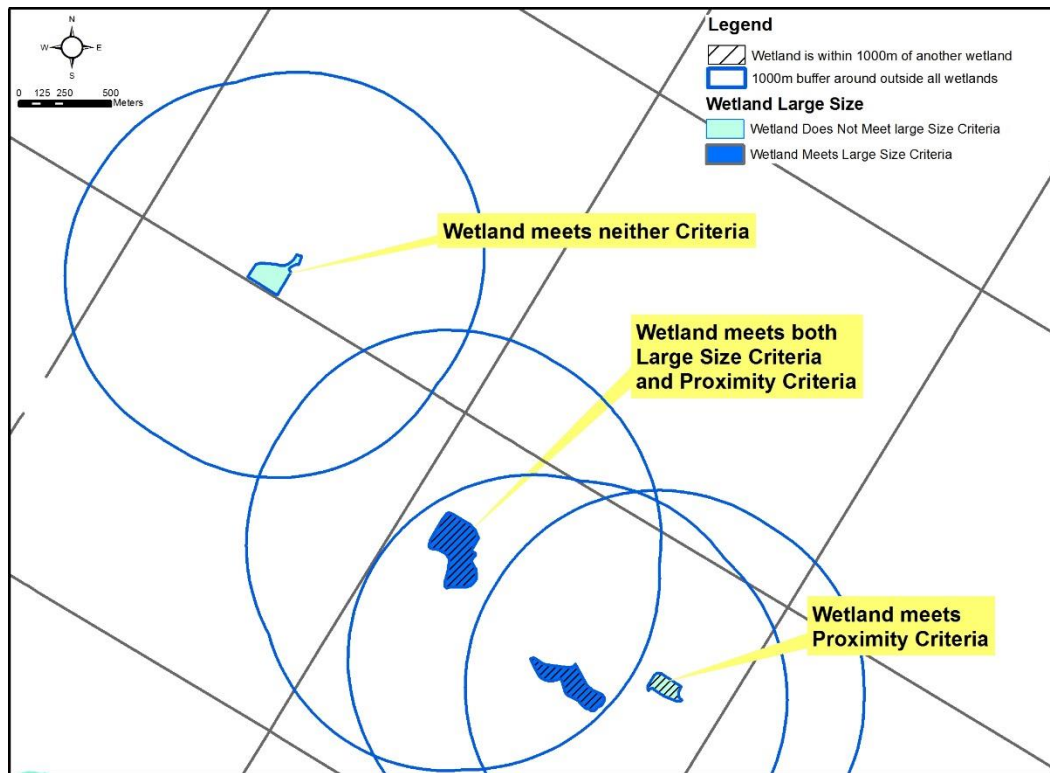 N
W E
S
0 125 250 500
Meters
Legend
Wetland is within 1000m of another wetland
1000m buffer around outside all wetlands
Wetland Large Size
Wetland Does Not Meet large Size Criteria
Wetland Meets Large Size Criteria
Wetland meets neither Criteria
Wetland meets both
Large Size Criteria
and Proximity Criteria
Wetland meets
Proximity Criteria